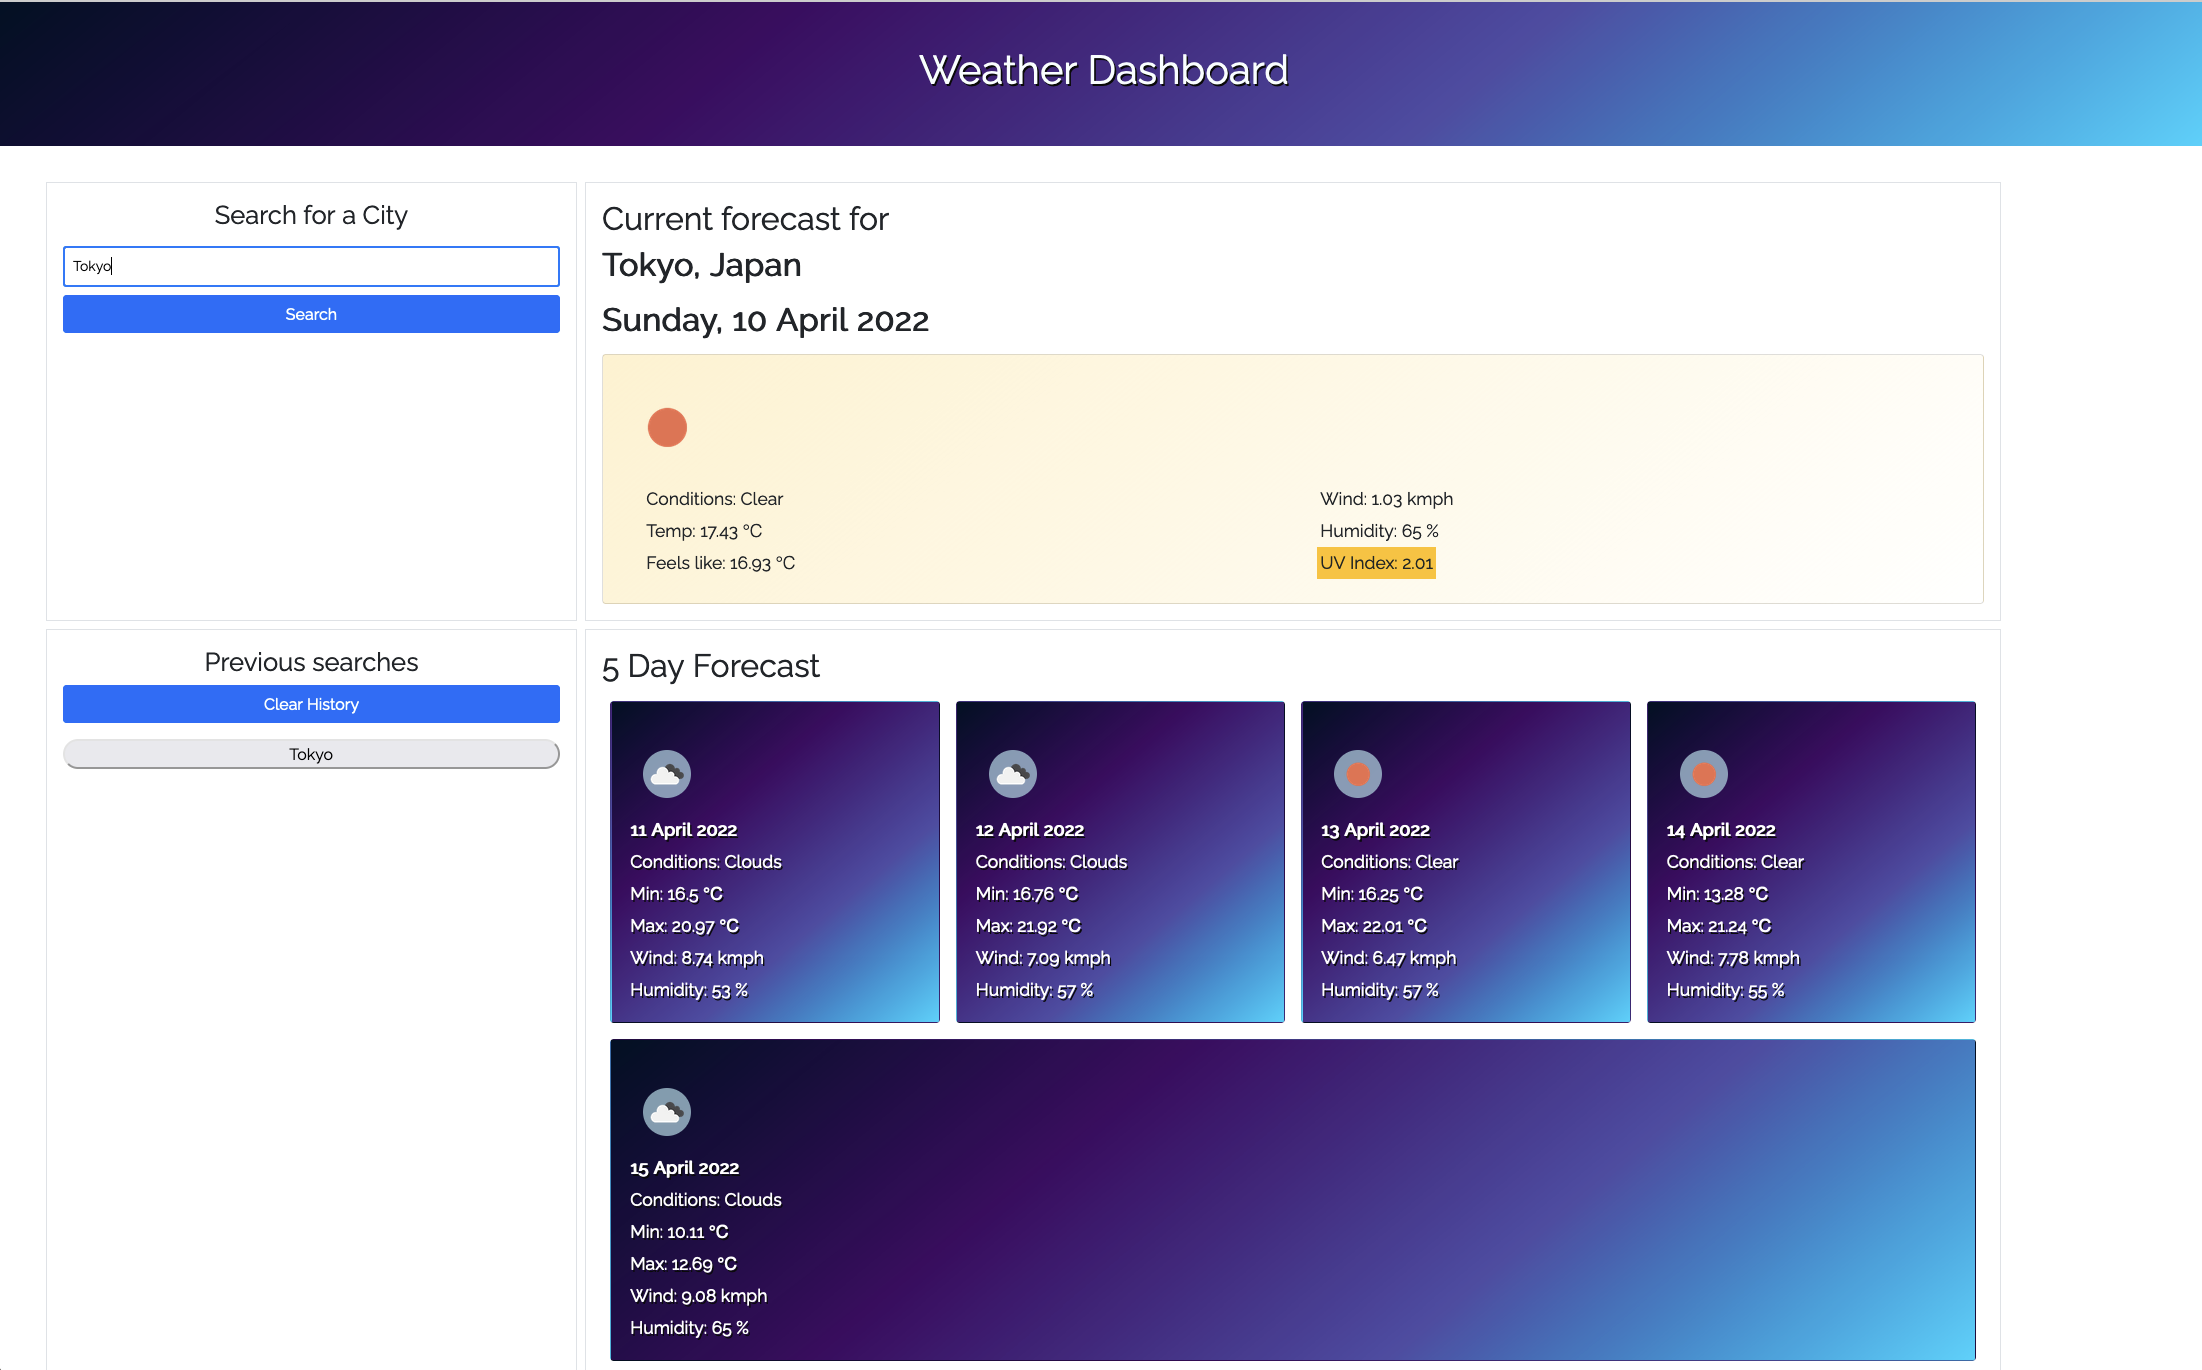 Weather Dashboard
Search for a City
Tokyo
Search
Current forecast for
Tokyo, Japan
Sunday, 10 April 2022
Conditions: Clear
Temp: 17.43 °C
Feels like: 16.93 °C
Wind: 1.03 kmph
Humidity: 65 %
UV Index: 2.01
Previous searches
Clear History
Tokyo
5 Day Forecast
11 April 2022
Conditions: Clouds
Min: 16.5 °C
Max: 20.97 °C
Wind: 8.74 kmph
Humidity: 53 %
12 April 2022
Conditions: Clouds
Min: 16.76 °C
Max: 21.92 °C
Wind: 7.09 kmph
Humidity: 57 %
13 April 2022
Conditions: Clear
Min: 16.25 °C
Max: 22.01 °C
Wind: 6.47 kmph
Humidity: 57 %
14 April 2022
Conditions: Clear
Min: 13.28 °C
Max: 21.24 °C
Wind: 7.78 kmph
Humidity: 55 %
15 April 2022
Conditions: Clouds
Min: 10.11 °C
Max: 12.69 °C
Wind: 9.08 kmph
Humidity: 65 %